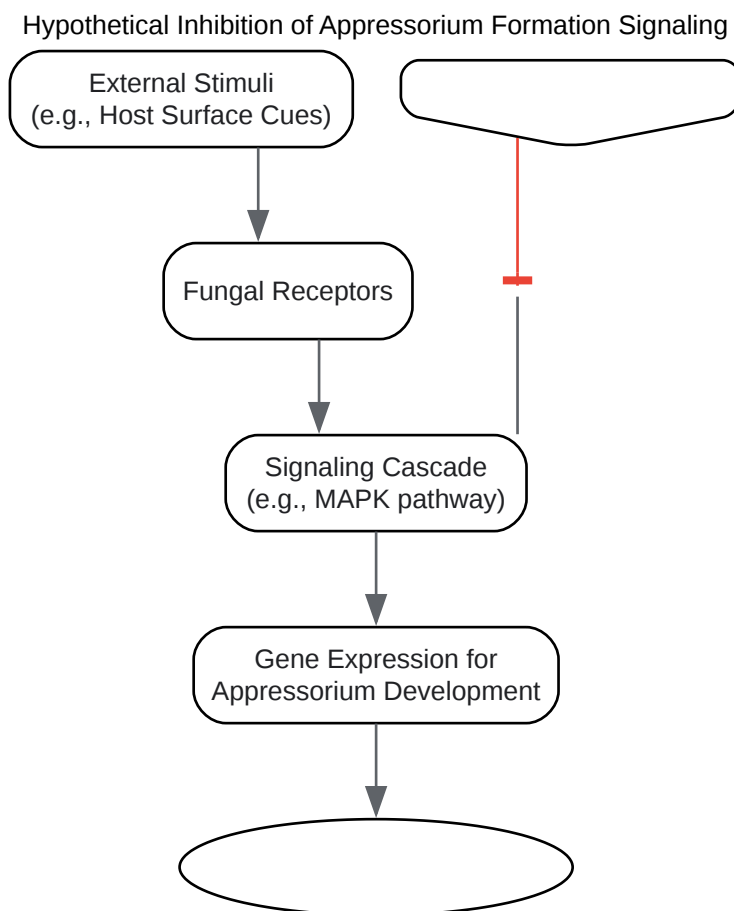 Hypothetical Inhibition of Appressorium Formation Signaling
External Stimuli
(e.g., Host Surface Cues)
Fungal Receptors
Signaling Cascade
(e.g., MAPK pathway)
Gene Expression for
Appressorium Development